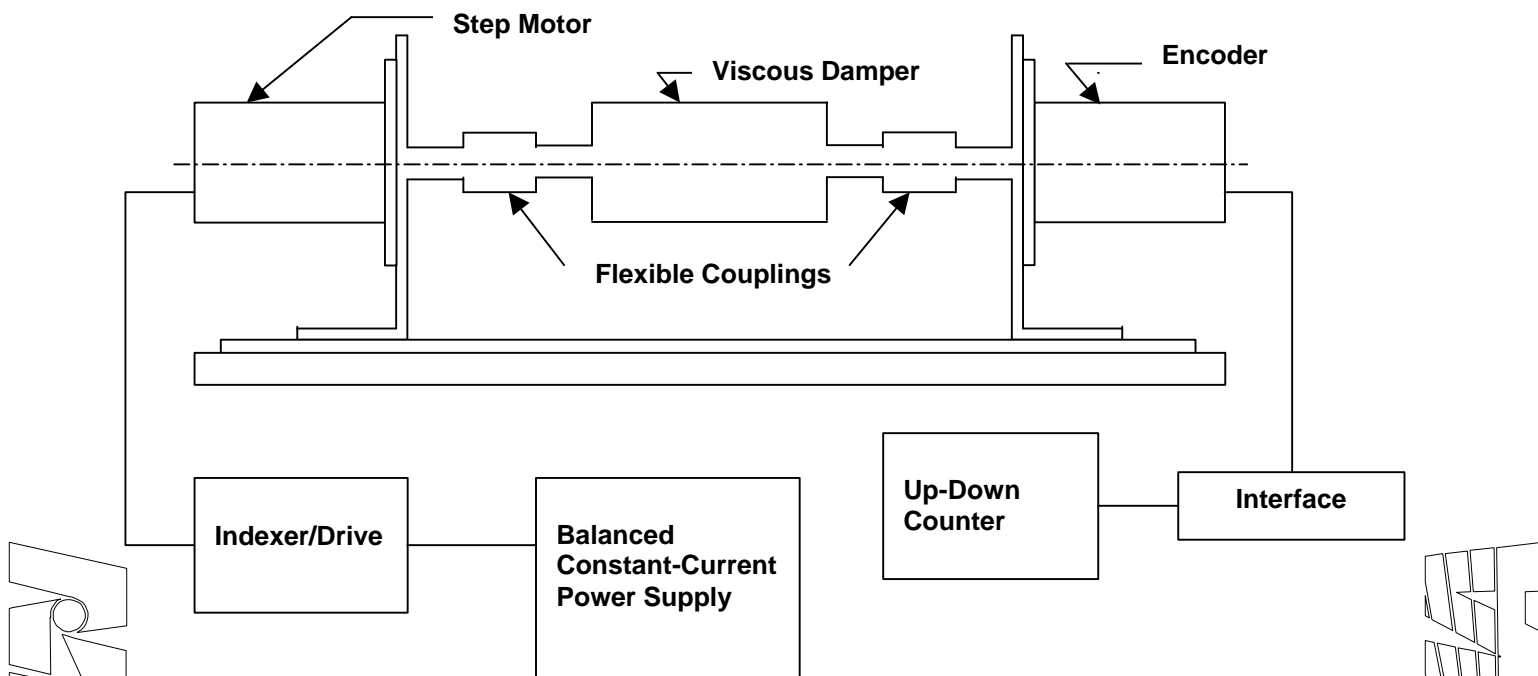 Step Motor
Viscous Damper
Encoder
Flexible Couplings
Indexer/Drive
Balanced
Constant-Current
Power Supply
Up-Down
Counter
Interface